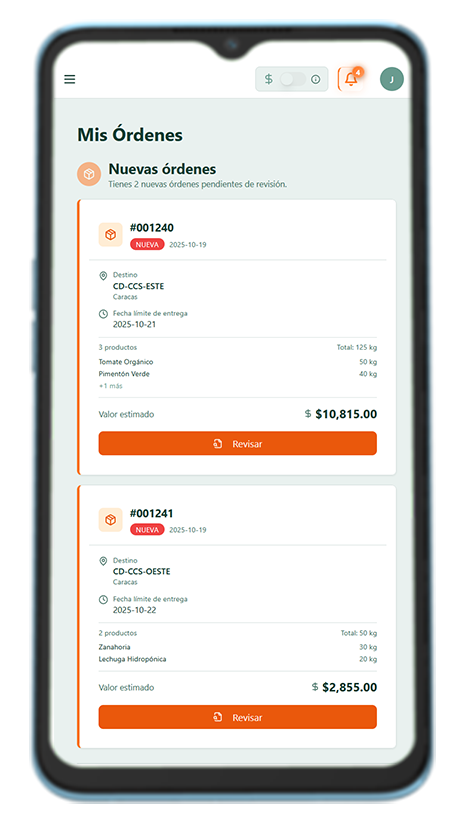 $
4
J
Mis Órdenes
Nuevas órdenes
Tienes 2 nuevas órdenes pendientes de revisión.
#001240
NUEVA 2025-10-19
Destino
CD-CCS-ESTE
Caracas
Fecha límite de entrega
2025-10-21
3 productos Total: 125 kg
Tomate Orgánico 50 kg
Pimentón Verde 40 kg
+1 más
Valor estimado $ $10,815.00
Revisar
#001241
NUEVA 2025-10-19
Destino
CD-CCS-OESTE
Caracas
Fecha límite de entrega
2025-10-22
2 productos Total: 50 kg
Zanahoria 30 kg
Lechuga Hidropónica 20 kg
Valor estimado $ $2,855.00
Revisar